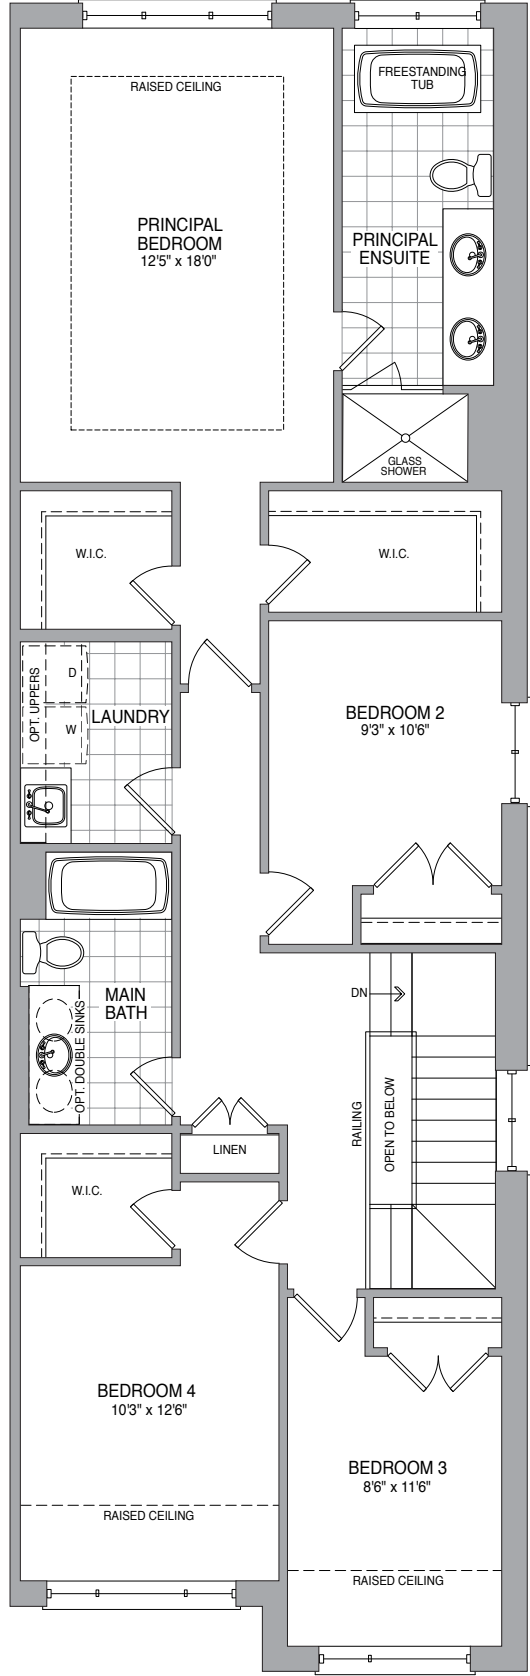 FREESTANDING
TUB
RAISED CEILING
PRINCIPAL
BEDROOM
12'5" x 18'0"
PRINCIPAL
ENSUITE
GLASS
SHOWER
W.I.C.
W.I.C.
OPT. UPPERS
D
W
LAUNDRY
BEDROOM 2
9'3" x 10'6"
MAIN
BATH
OPT. DOUBLE SINKS
DN
RAILING
OPEN TO BELOW
LINEN
W.I.C.
BEDROOM 4
10'3" x 12'6"
RAISED CEILING
BEDROOM 3
8'6" x 11'6"
RAISED CEILING